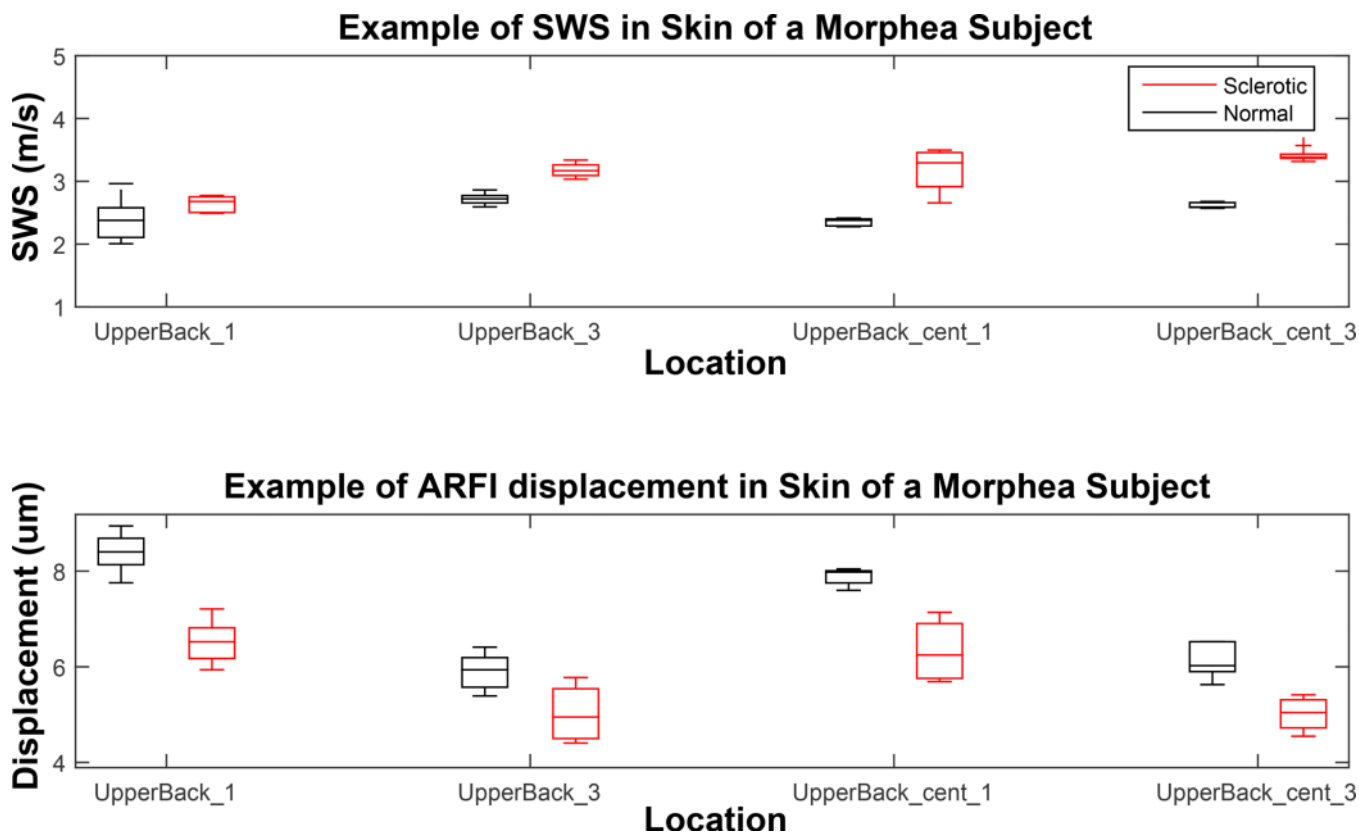 Example of SWS in Skin of a Morphea Subject
5
4
3
2
1
SWS (m/s)
Sclerotic
Normal
UpperBack_1 UpperBack_3 UpperBack_cent_1 UpperBack_cent_3
Location
Example of ARFI displacement in Skin of a Morphea Subject
8
6
4
Displacement (um)
UpperBack_1 UpperBack_3 UpperBack_cent_1 UpperBack_cent_3
Location